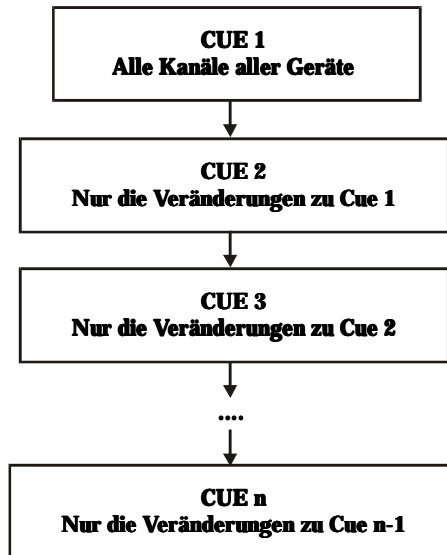 CUE 1
Alle Kanäle aller Geräte
CUE 2
Nur die Veränderungen zu Cue 1
CUE 3
Nur die Veränderungen zu Cue 2
....
CUE n
Nur die Veränderungen zu Cue n-1